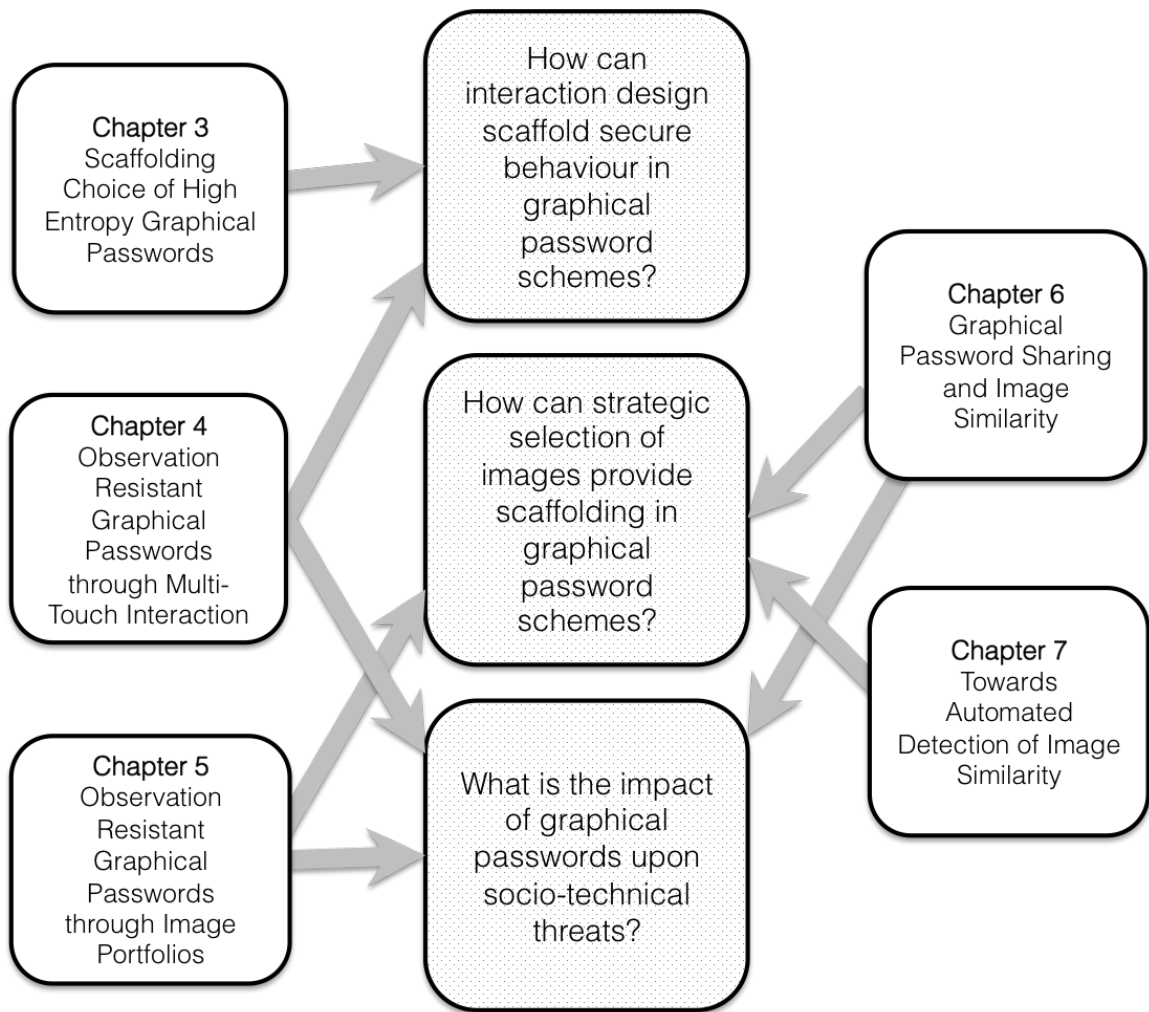 Chapter 3
Scaffolding
Choice of High
Entropy Graphical
Passwords
Chapter 4
Observation
Resistant
Graphical
Passwords
through Multi-
Touch Interaction
Chapter 5
Observation
Resistant
Graphical
Passwords
through Image
Portfolios
How can
interaction design
scaffold secure
behaviour in
graphical
password
schemes?
How can strategic
selection of
images provide
scaffolding in
graphical
password
schemes?
What is the impact
of graphical
passwords upon
socio-technical
threats?
Chapter 6
Graphical
Password Sharing
and Image
Similarity
Chapter 7
Towards
Automated
Detection of Image
Similarity